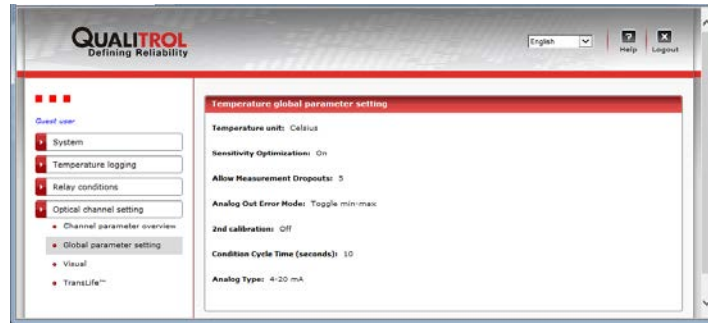 QUALITROL
Defining Reliability
English
Help
Logout
Guest user
System
Temperature logging
Relay conditions
Optical channel setting
Channel parameter overview
Global parameter setting
Visual
TransLife™
Temperature global parameter setting
Temperature unit: Celsius
Sensitivity Optimization: On
Allow Measurement Dropouts: 5
Analog Out Error Mode: Toggle min-max
2nd calibration: Off
Condition Cycle Time (seconds): 10
Analog Type: 4-20 mA